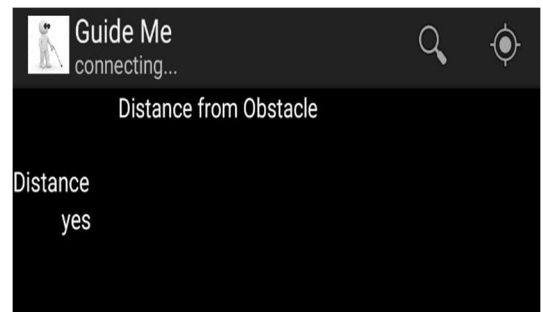 Guide Me
connecting...
Distance from Obstacle
Distance
yes